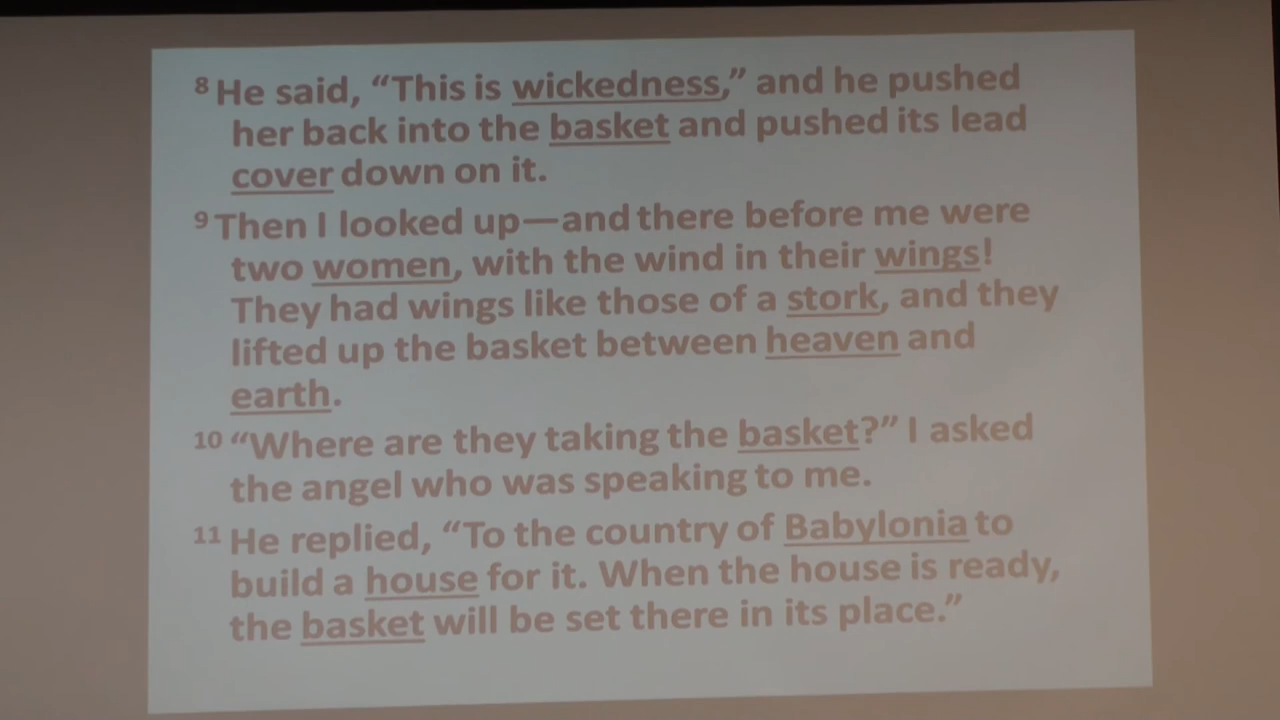 8 He said, “This is wickedness,” and he pushed
her back into the basket and pushed its lead
cover down on it.
9 Then I looked up—and there before me were
two women, with the wind in their wings!
They had wings like those of a stork, and they
lifted up the basket between heaven and
earth.
10 “Where are they taking the basket?” I asked
the angel who was speaking to me.
11 He replied, “To the country of Babylonia to
build a house for it. When the house is ready,
the basket will be set there in its place.”